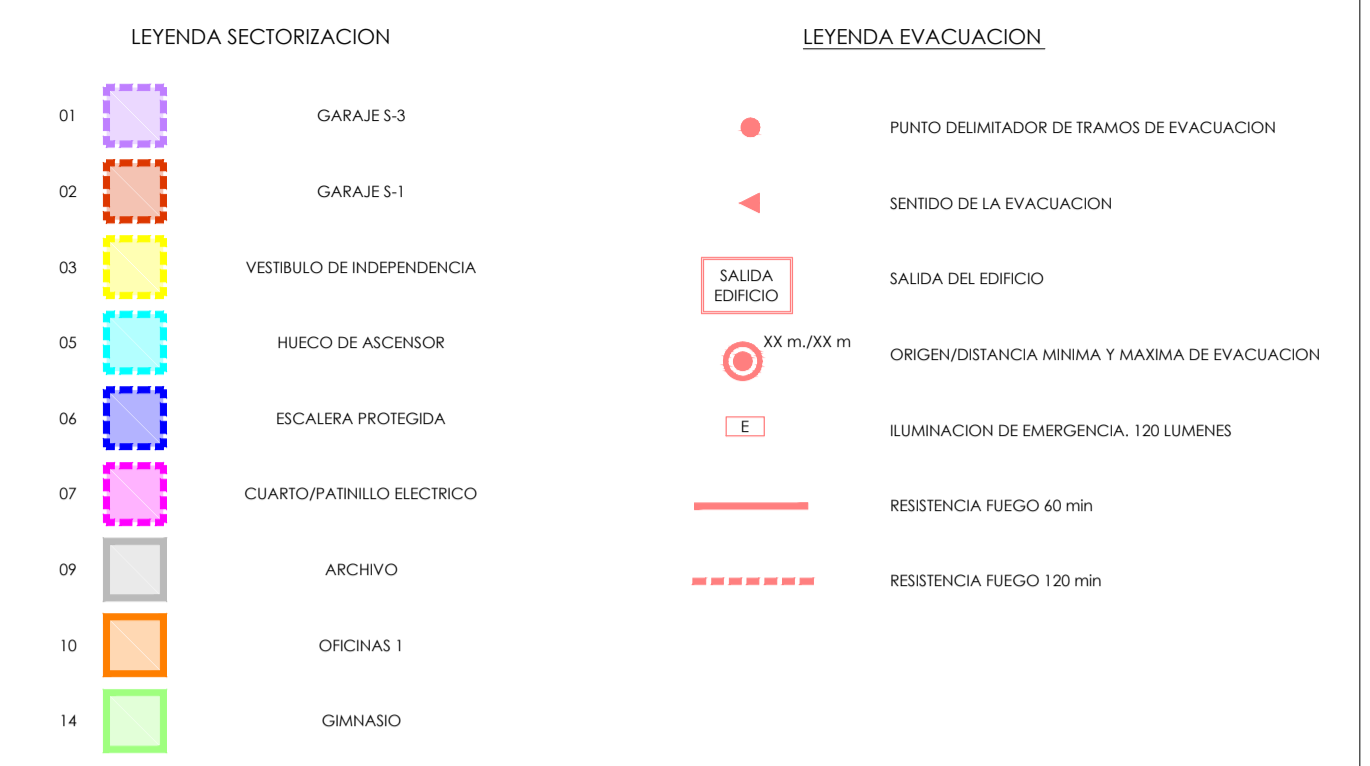 LEYENDA SECTORIZACION
01 GARAJE S-3
02 GARAJE S-1
03 VESTIBULO DE INDEPENDENCIA
05 HUECO DE ASCENSOR
06 ESCALERA PROTEGIDA
07 CUARTO/PATINILLO ELECTRICO
09 ARCHIVO
10 OFICINAS 1
14 GIMNASIO
LEYENDA EVACUACION
PUNTO DELIMITADOR DE TRAMOS DE EVACUACION
SENTIDO DE LA EVACUACION
SALIDA
EDIFICIO
SALIDA DEL EDIFICIO
XX m./XX m
ORIGEN/DISTANCIA MINIMA Y MAXIMA DE EVACUACION
E
ILUMINACION DE EMERGENCIA. 120 LUMENES
RESISTENCIA FUEGO 60 min
RESISTENCIA FUEGO 120 min